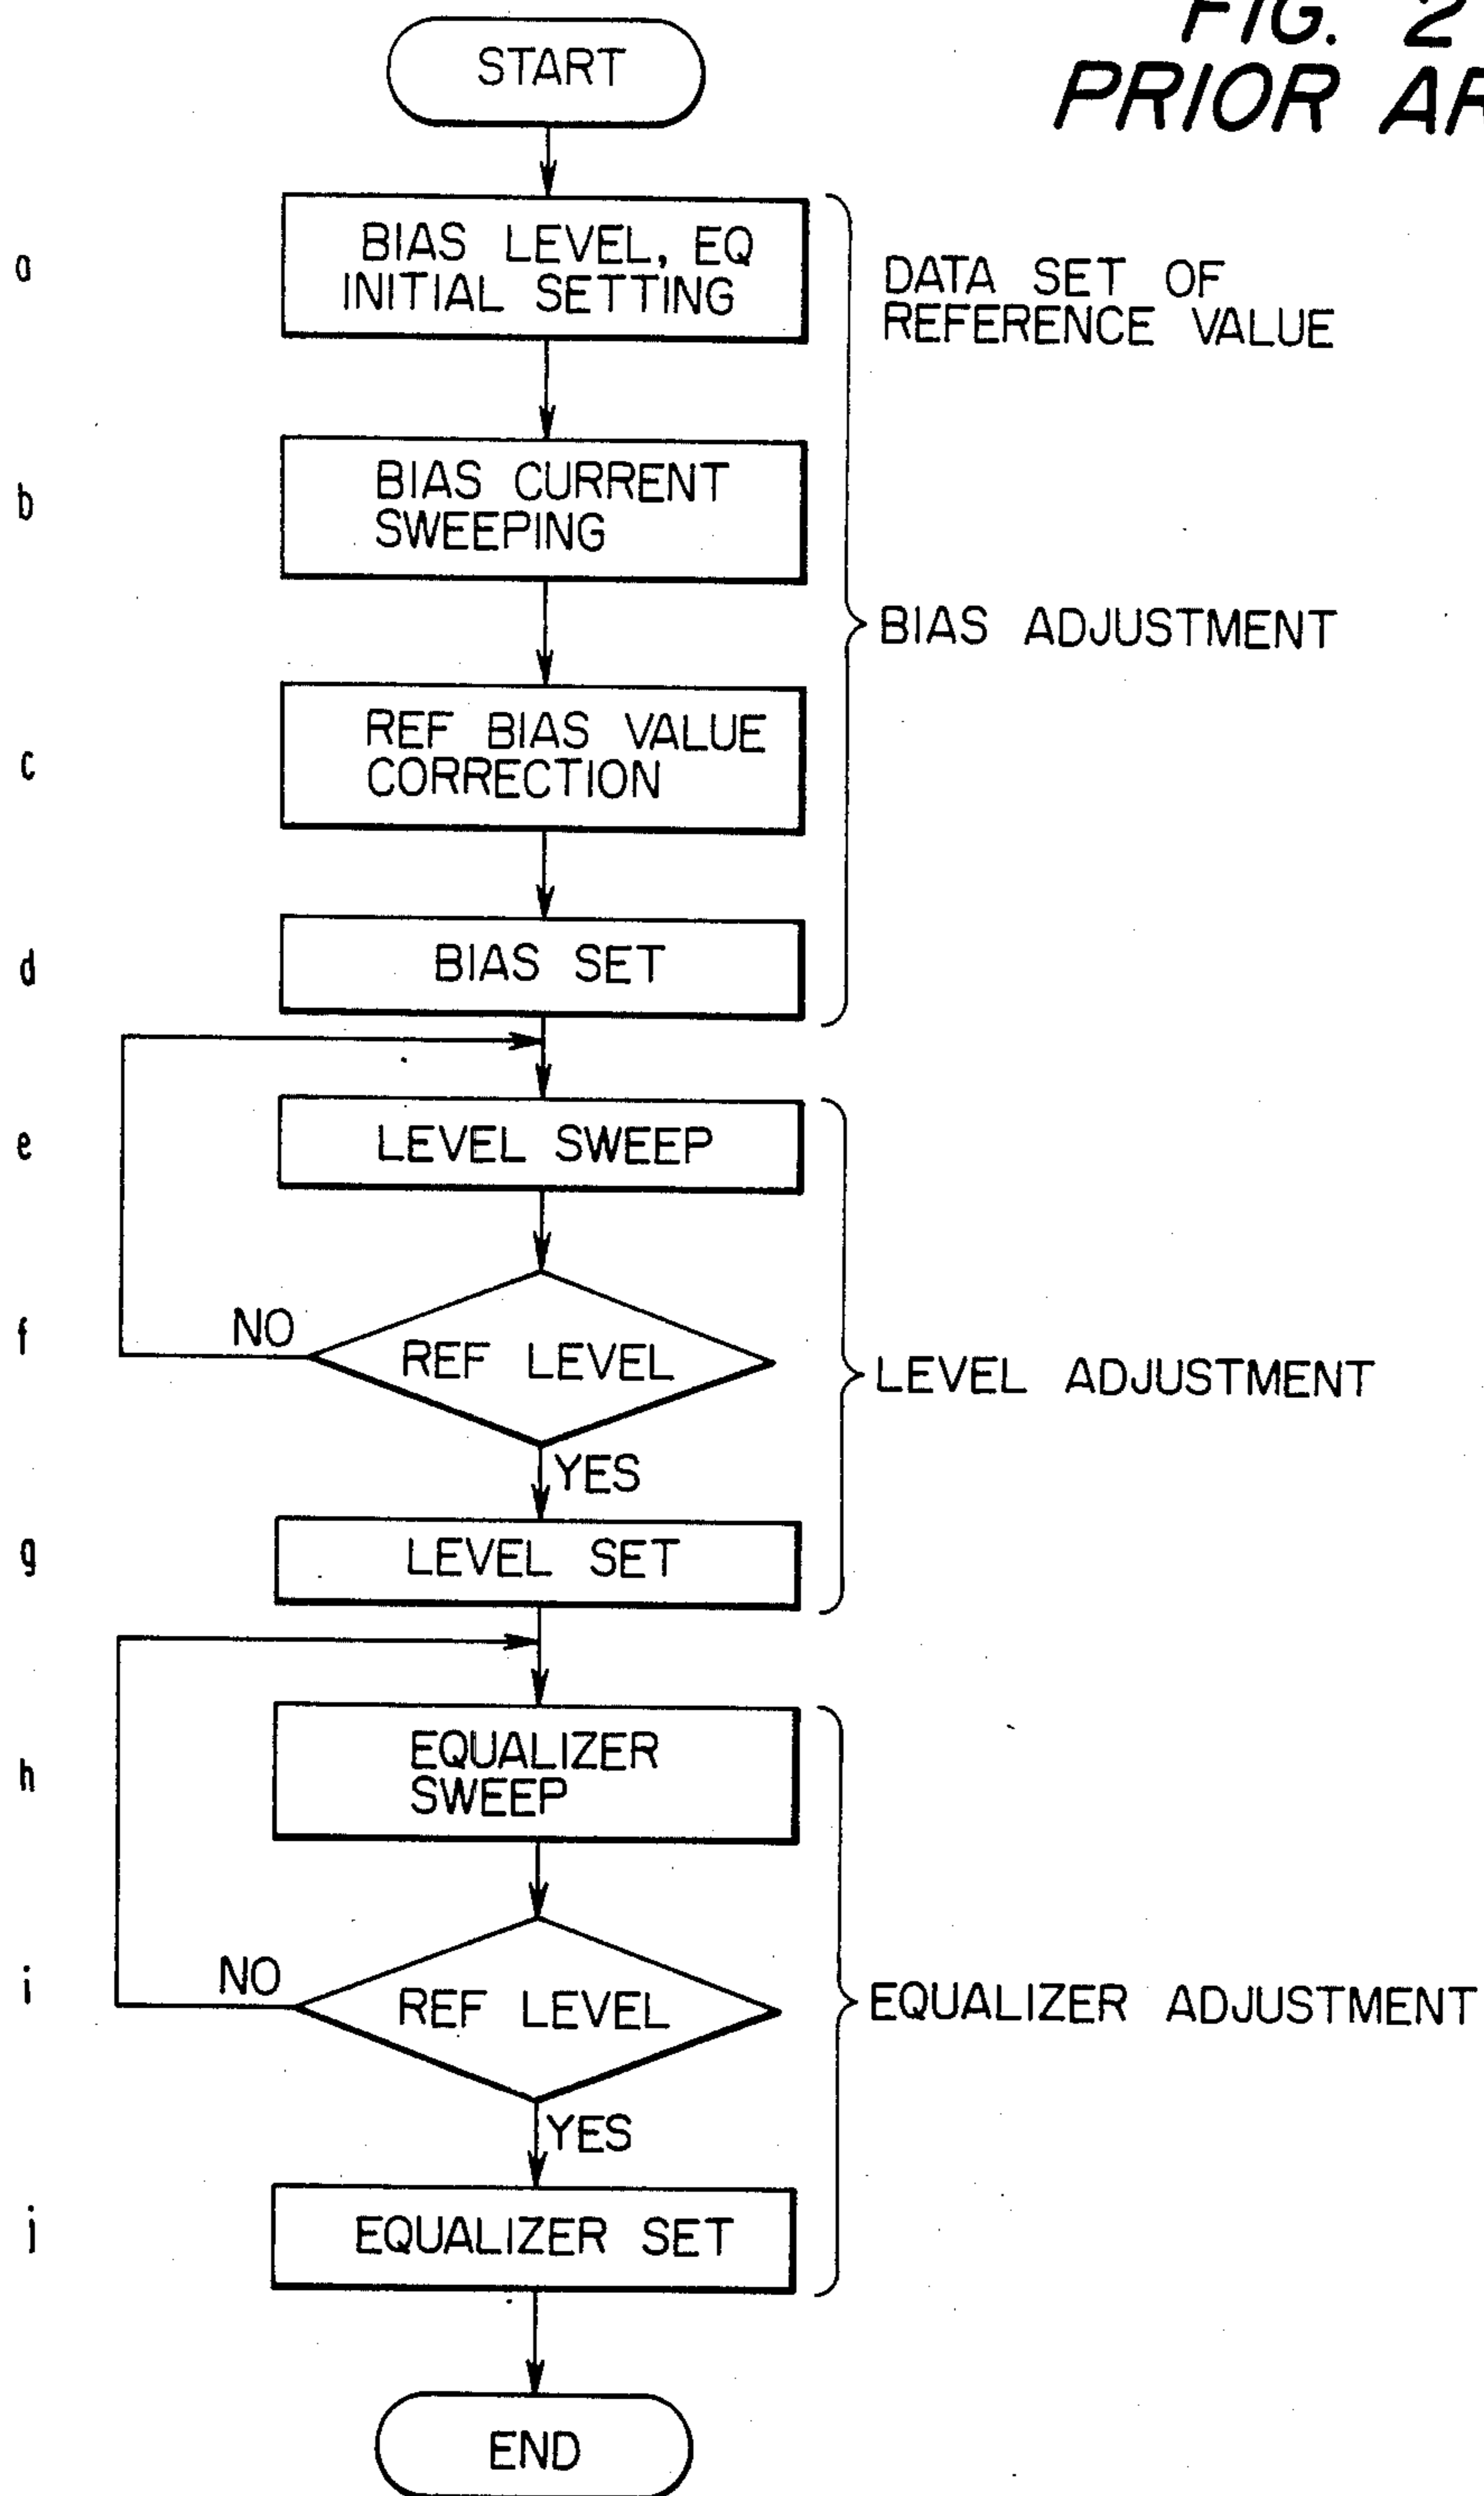 FIG. 2
PRIOR
START
a
BIAS LEVEL, EQ
INITIAL SETTING
DATA SET OF
REFERENCE VALUE
b
BIAS CURRENT
SWEEPING
BIAS ADJUSTMENT
c
REF BIAS VALUE
CORRECTION
d
BIAS SET
e
LEVEL SWEEP
f
NO
REF LEVEL
LEVEL ADJUSTMENT
YES
g
LEVEL SET
h
EQUALIZER
SWEEP
i
NO
REF LEVEL
EQUALIZER ADJUSTMENT
YES
j
EQUALIZER SET
END